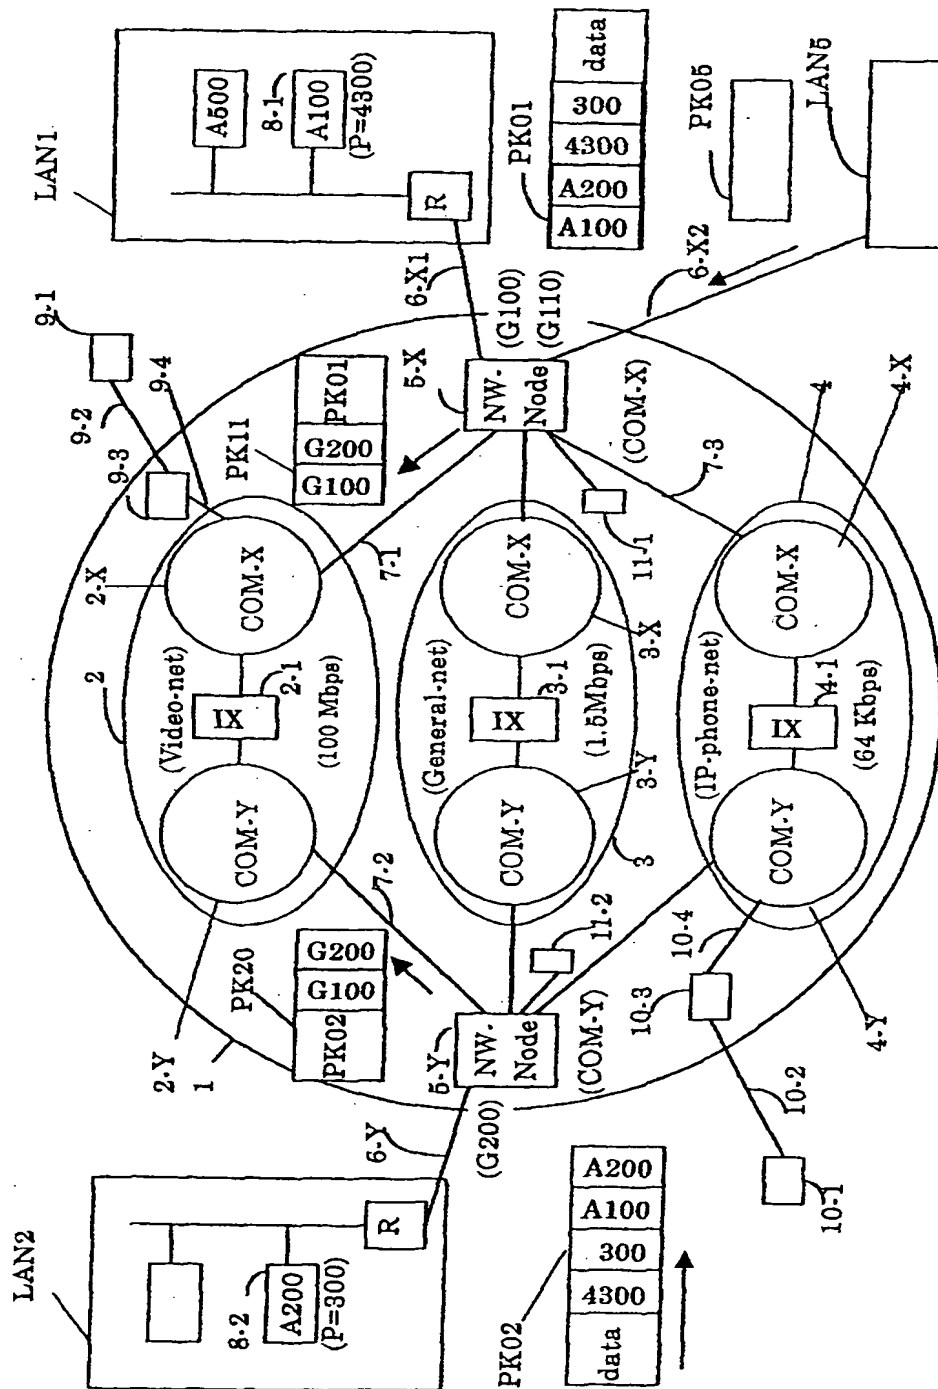 LAN2
8-2
A200
(P=300)
R
6-Y
(G200)
PK02
data
4300
300
A100
A200
1
2-Y
PK20
PK02
G100
G200
5-Y
NW-
Node
(COM-Y)
7-2
11-2
10-1
10-2
10-3
10-4
4-Y
2
2-X
(Video-net)
COM-Y
IX
2-1
COM-X
(100 Mbps)
(General-net)
COM-Y
IX
3-1
COM-X
(1.5Mbps)
3-Y
3
3-X
(IP-phone-net)
COM-Y
IX
4-1
COM-X
(64 Kbps)
4
4-X
9-1
9-2
9-3
9-4
PK11
G100
G200
PK01
7-1
5-X
NW-
Node
(G100)
(G110)
(COM-X)
7-3
11-1
LAN1
A500
8-1
A100
(P=4300)
R
6-X1
PK01
A100
A200
4300
300
data
6-X2
PK05
LAN5